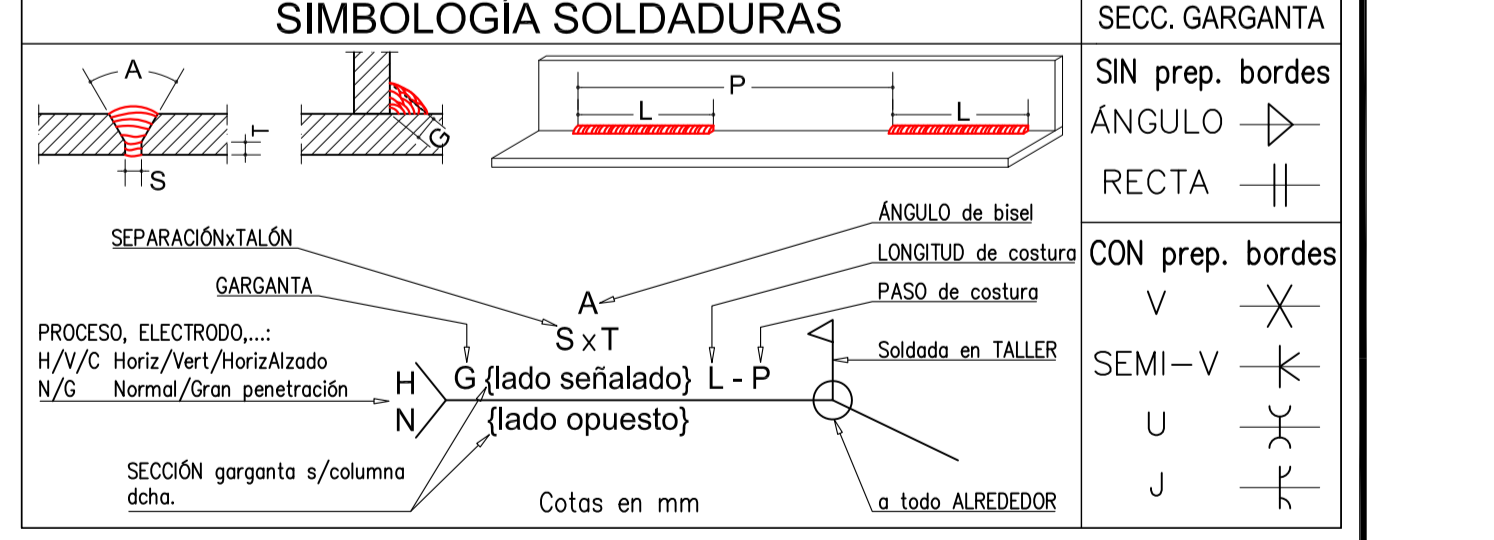 SIMBOLOGÍA SOLDADURAS
SECC. GARGANTA
A
T
S
G
P
L
L
SIN prep. bordes
ÁNGULO
RECTA
CON prep. bordes
V
SEMI-V
U
J
SEPARACIÓNxTALÓN
GARGANTA
PROCESO, ELECTRODO,...:
H/V/C Horiz/Vert/HorizAlzado
N/G Normal/Gran penetración
ÁNGULO de bisel
LONGITUD de costura
PASO de costura
Soldada en TALLER
A
S x T
H
G {lado señalado} L - P
N
{lado opuesto}
SECCIÓN garganta s/columna
dcha.
Cotas en mm
a todo ALREDEDOR